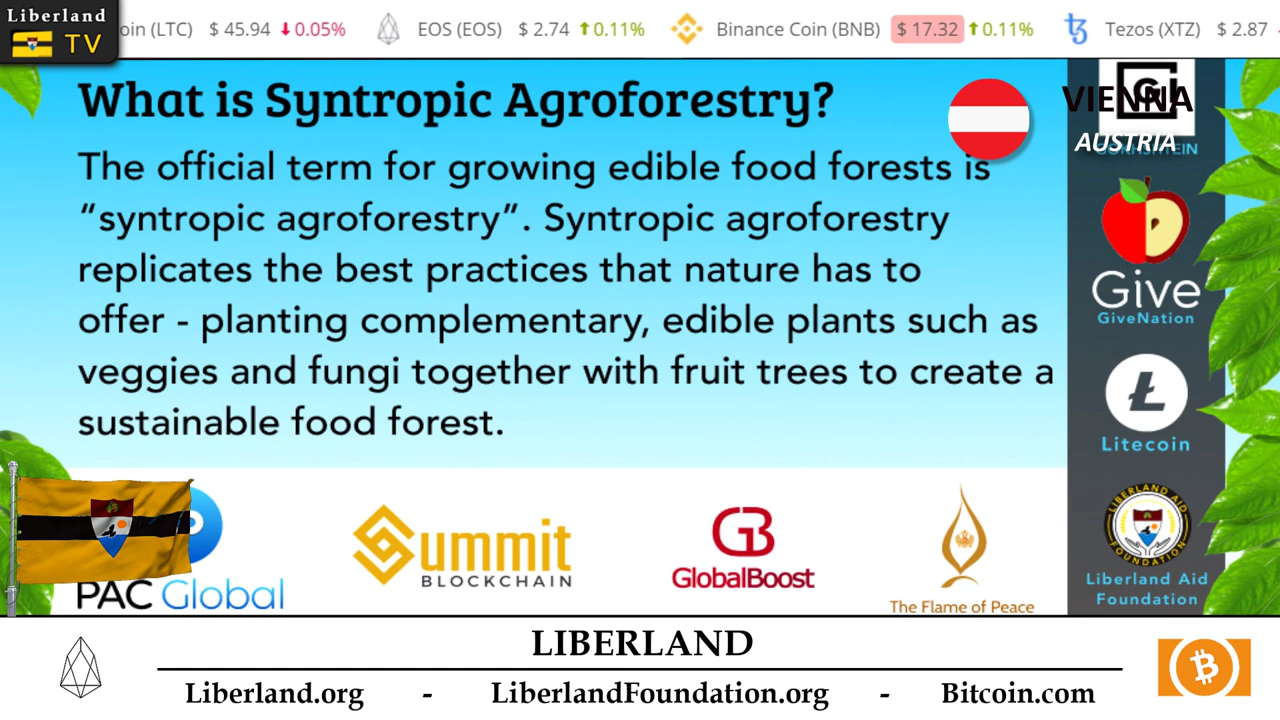 Liberland
TV
oin (LTC) $ 45.94 0.05% EOS (EOS) $ 2.74 0.11% Binance Coin (BNB) $ 17.32 0.11% Tezos (XTZ) $ 2.87
What is Syntropic Agroforestry?
The official term for growing edible food forests is
“syntropic agroforestry”. Syntropic agroforestry
replicates the best practices that nature has to
offer - planting complementary, edible plants such as
veggies and fungi together with fruit trees to create a
sustainable food forest.
VIENNA
AUSTRIA
Give
GiveNation
Litecoin
LIBERLAND AID
FOUNDATION
Liberland Aid
Foundation
PAC Global
Summit
BLOCKCHAIN
GB
GlobalBoost
The Flame of Peace
LIBERLAND
Liberland.org - LiberlandFoundation.org - Bitcoin.com